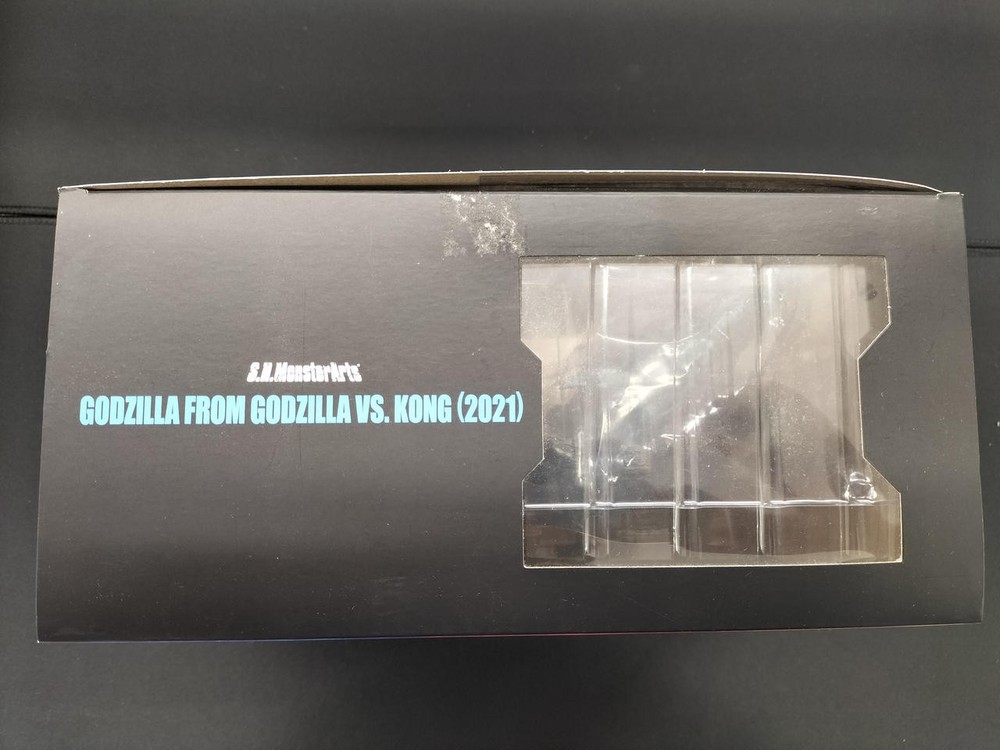 S.H.MonsterArts
GODZILLA FROM GODZILLA VS. KONG (2021)